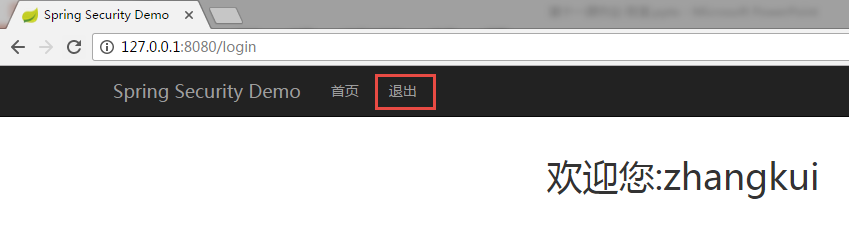 Spring Security Demo
127.0.0.1:8080/login
Spring Security Demo 首页 退出
欢迎您:zhangkui